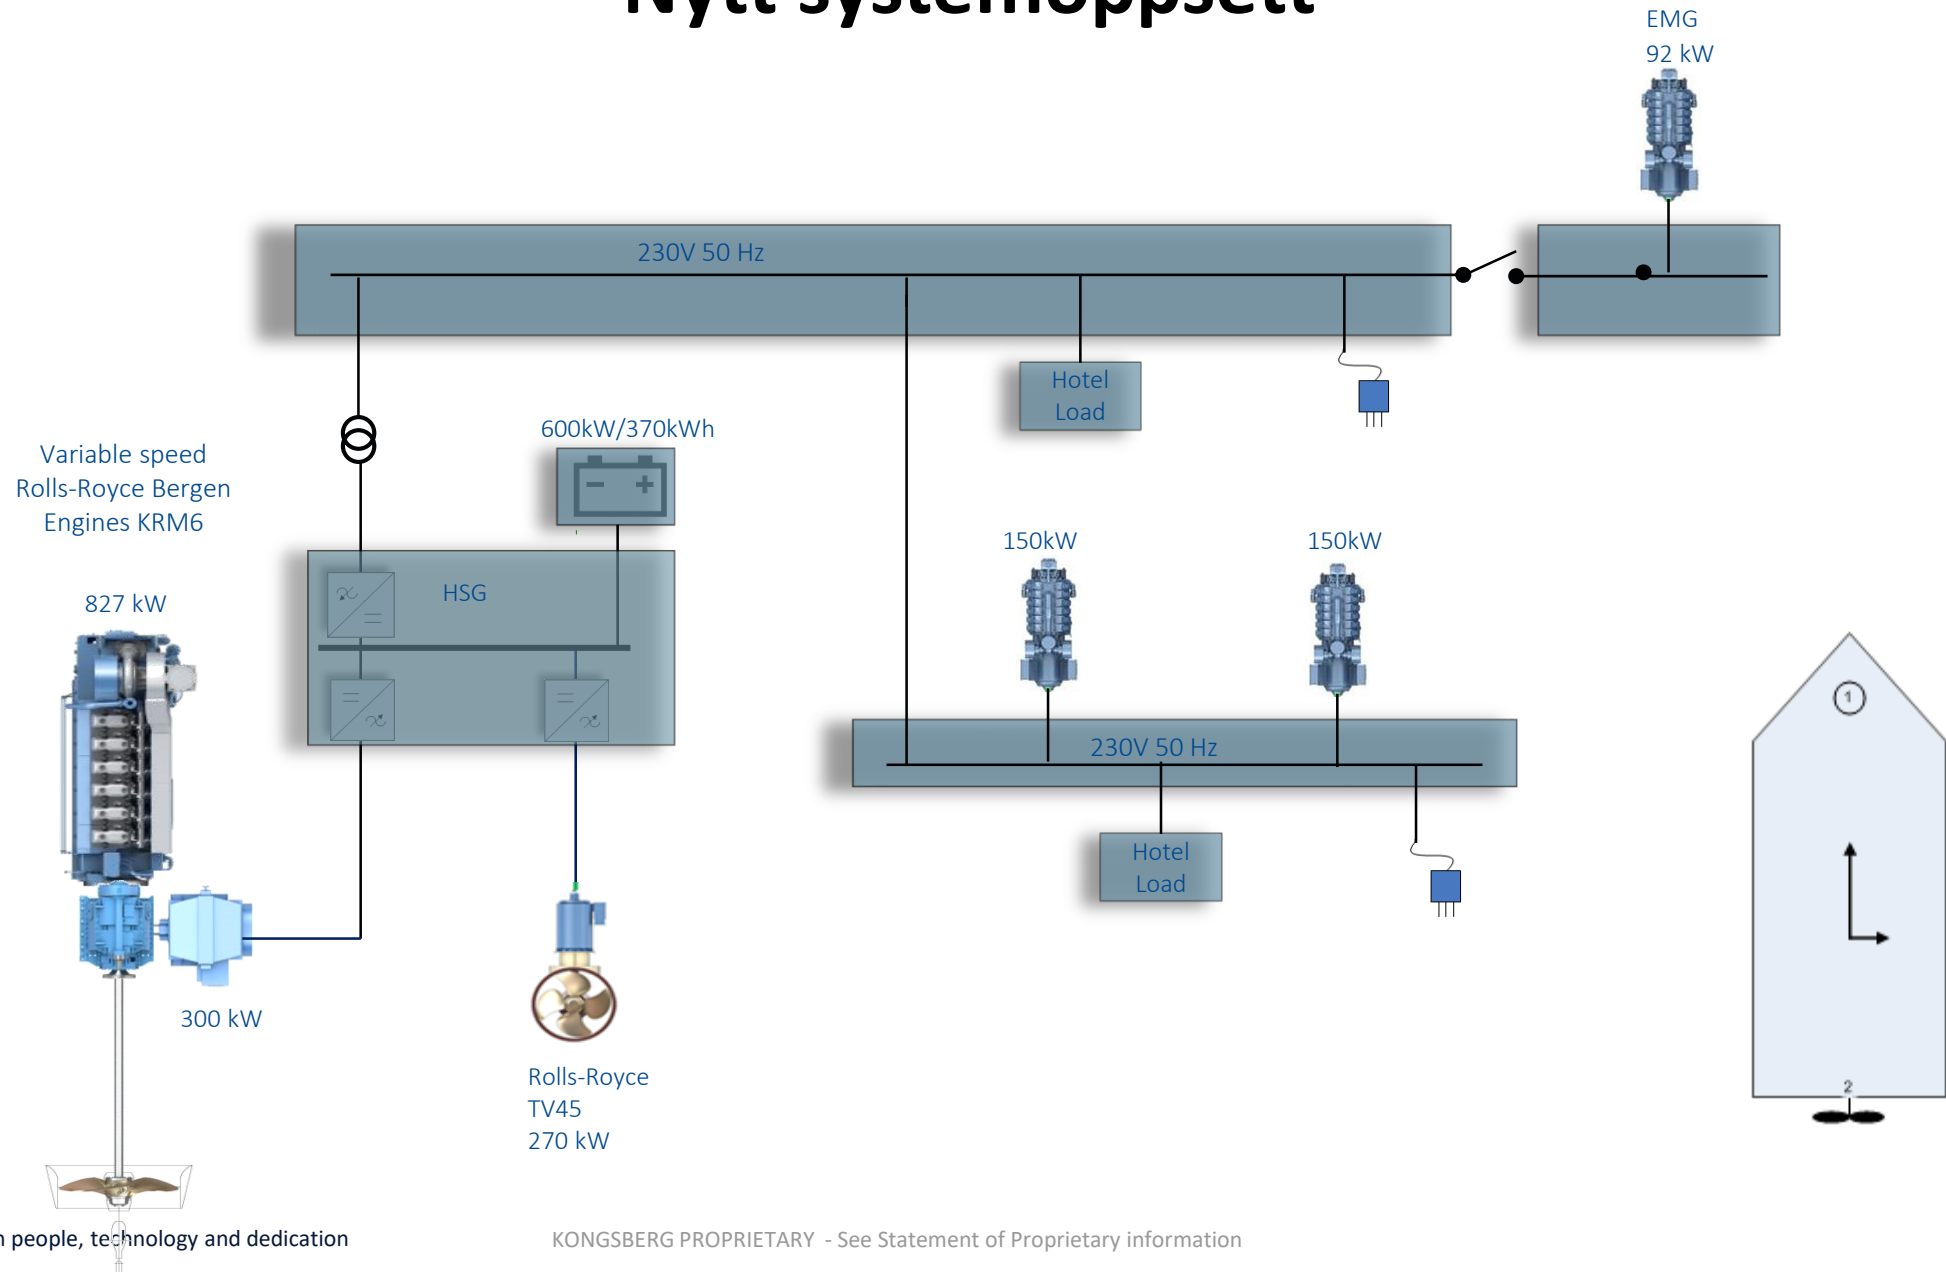 Nytt systemoppsett
EMG
92 kW
230V 50 Hz
Hotel
Load
600kW/370kWh
Variable speed
Rolls-Royce Bergen
Engines KRM6
150kW
150kW
HSG
827 kW
1
230V 50 Hz
Hotel
Load
300 kW
Rolls-Royce
TV45
270 kW
2
people, technology and dedication
KONGSBERG PROPRIETARY - See Statement of Proprietary information